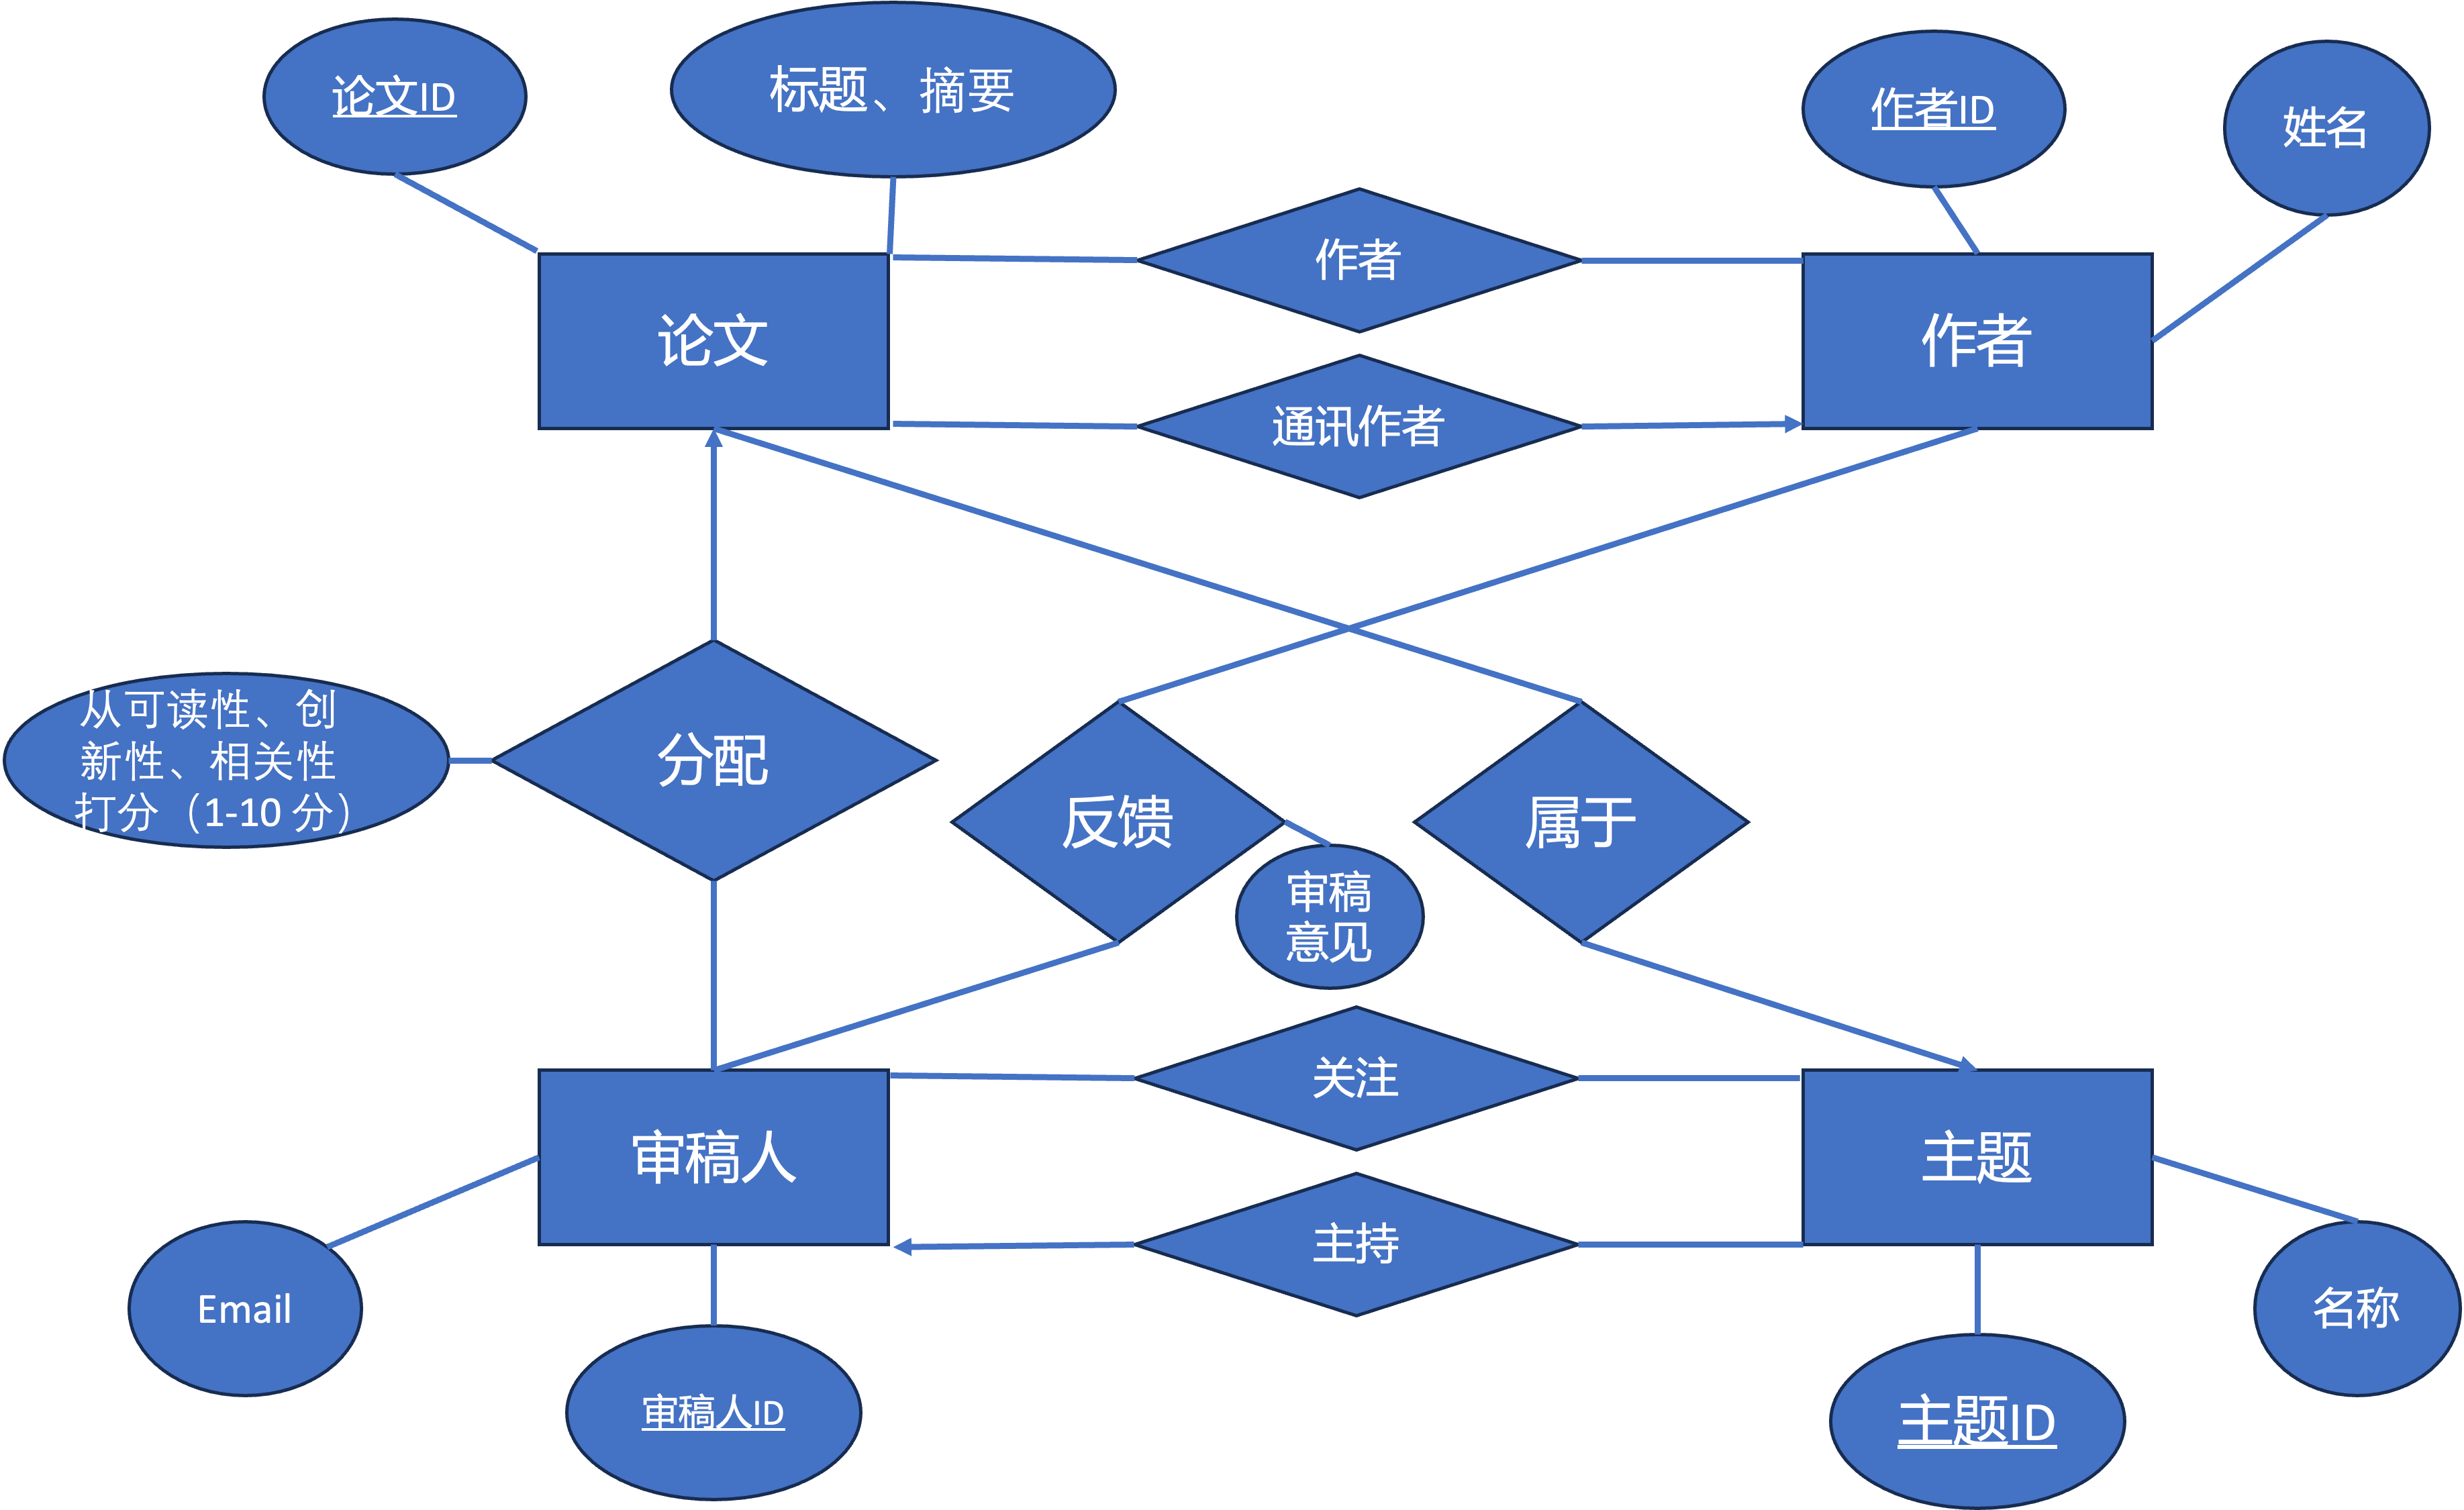 论文ID
标题、摘要
作者ID
姓名
作者
论文
作者
通讯作者
从可读性、创
新性、相关性
打分（1-10 分）
分配
反馈
属于
审稿
意见
关注
审稿人
主题
主持
Email
名称
审稿人ID
主题ID